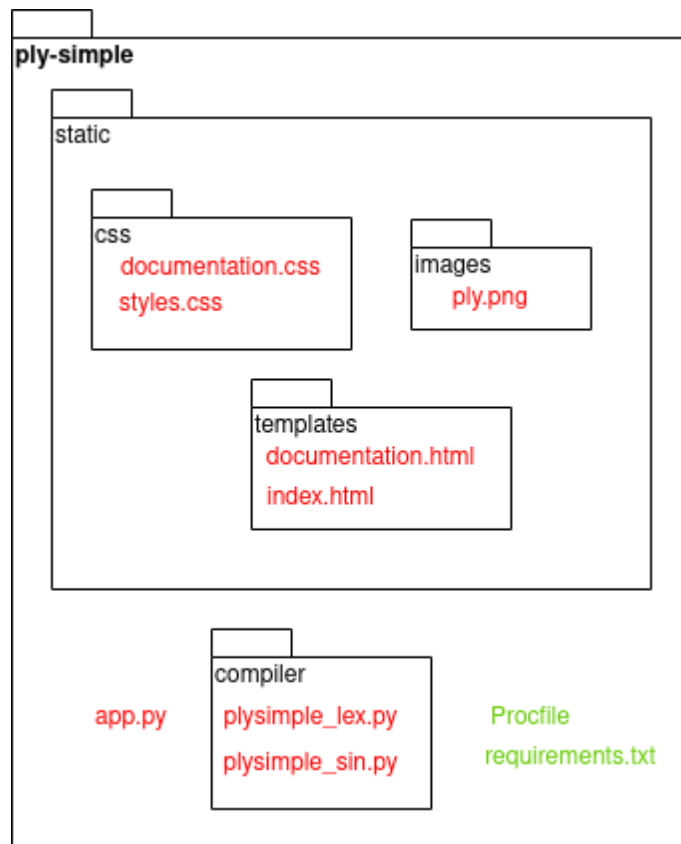 ply-simple
static
css
documentation.css
styles.css
images
ply.png
templates
documentation.html
index.html
compiler
app.py
plysimple_lex.py
plysimple_sin.py
Procfile
requirements.txt